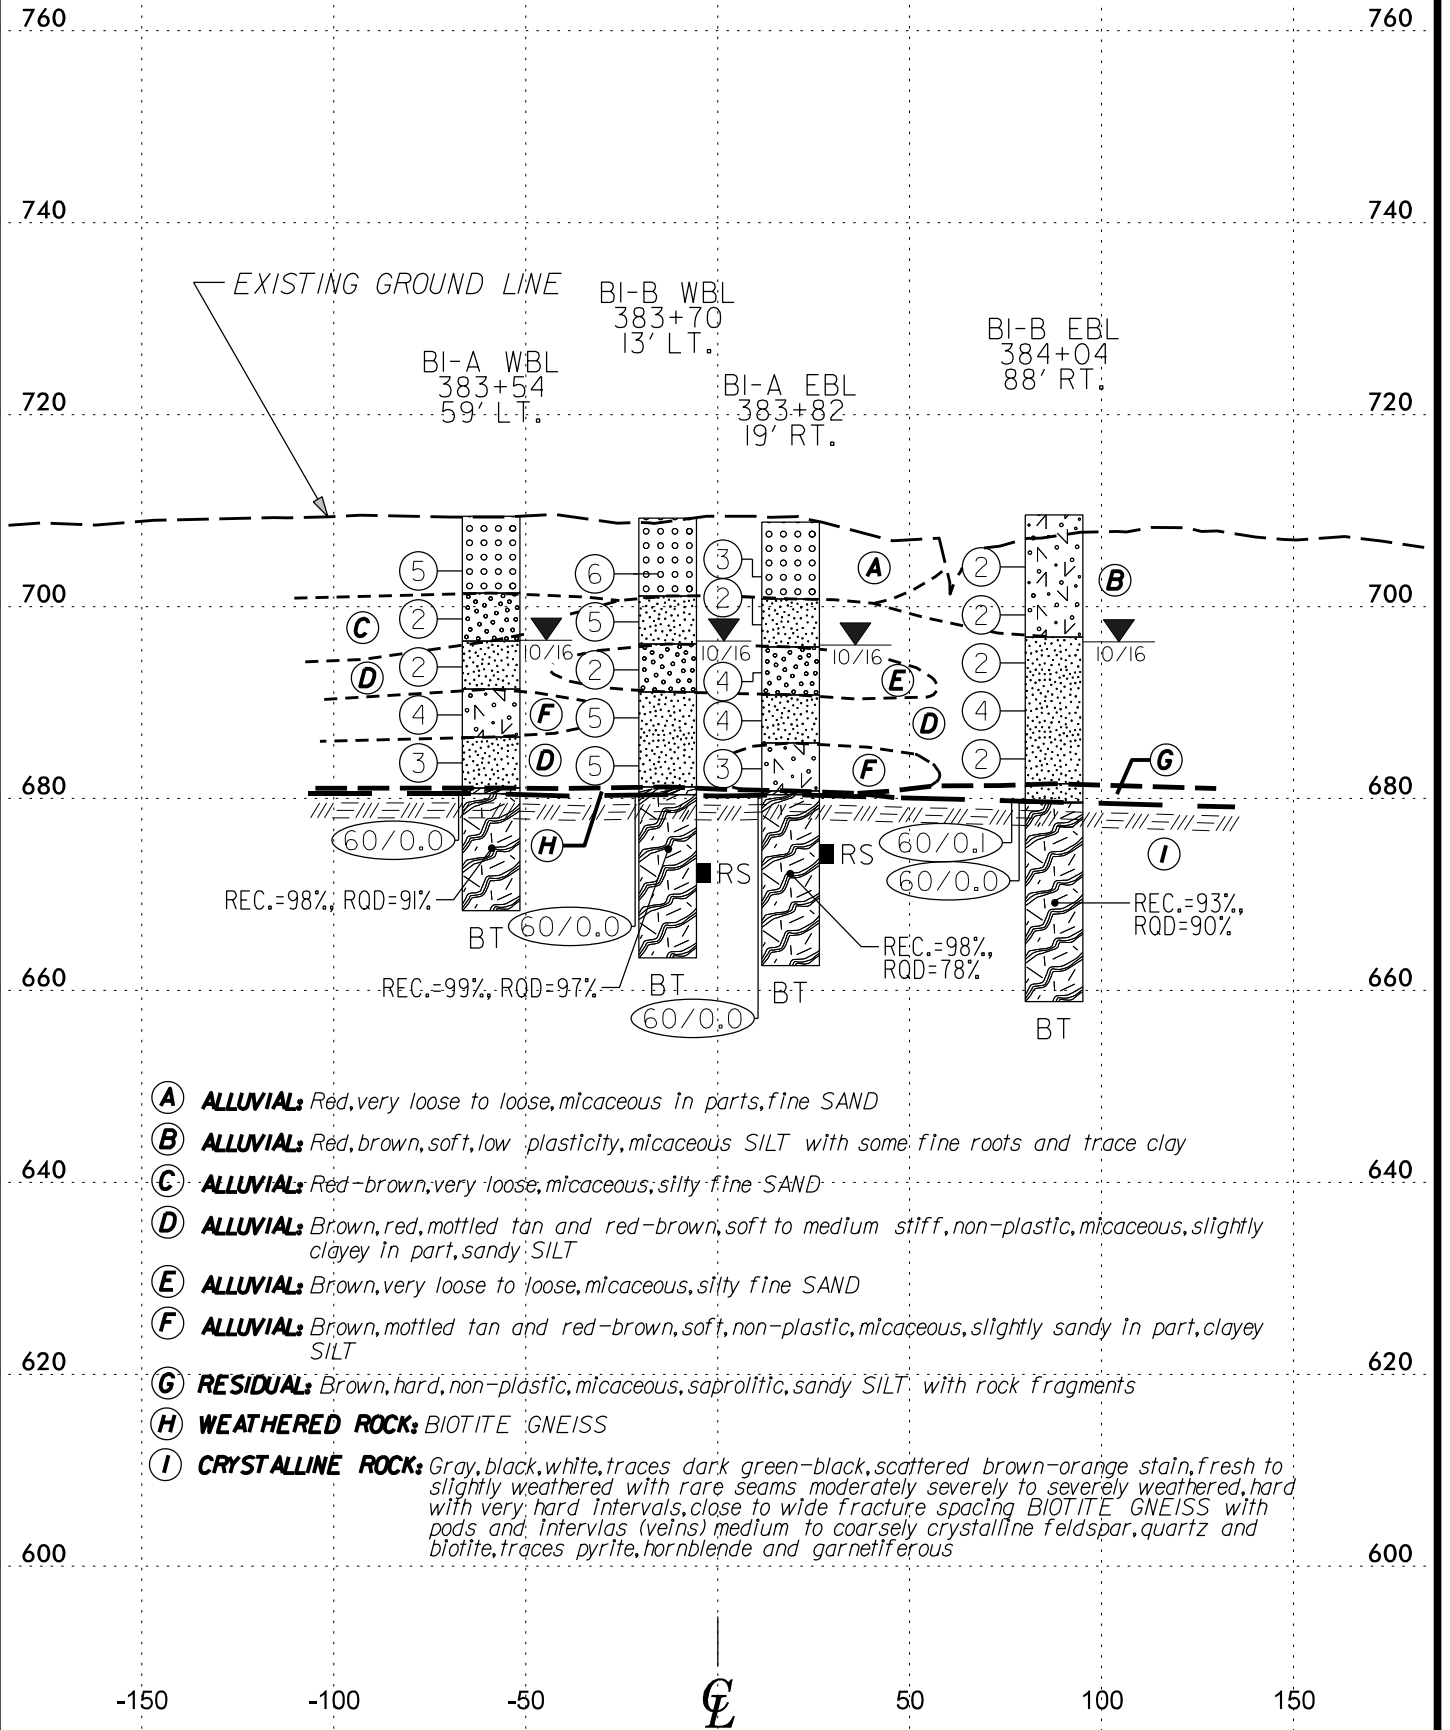 760 760
740 740
EXISTING GROUND LINE
BI-B WBL
383+70
13' LT.
BI-B EBL
384+04
88' RT.
BI-A WBL
383+54
59' LT.
BI-A EBL
383+82
19' RT.
720 720
5 6 3 A 2 B
700 700
2 2
C 2 5
10/16 10/16 10/16 10/16
D 2 2 4 E 2
4 F 5 4 D 4
3 D 5 3 F 2 G
680 680
60/0.0 H 60/0.1 I
RS RS
60/0.0
REC.=98%, RQD=91%
REC.=93%,
RQD=90%
BT 60/0.0
REC.=98%,
RQD=78%
660 660
REC.=99%, RQD=97% BT BT
60/0.0
BT
A ALLUVIAL: Red, very loose to loose, micaceous in parts, fine SAND
B ALLUVIAL: Red, brown, soft, low plasticity, micaceous SILT with some fine roots and trace clay
640 640
C ALLUVIAL: Red-brown, very loose, micaceous, silty fine SAND
D ALLUVIAL: Brown, red, mottled tan and red-brown, soft to medium stiff, non-plastic, micaceous, slightly
clayey in part, sandy SILT
E ALLUVIAL: Brown, very loose to loose, micaceous, silty fine SAND
F ALLUVIAL: Brown, mottled tan and red-brown, soft, non-plastic, micaceous, slightly sandy in part, clayey
SILT
620 620
G RESIDUAL: Brown, hard, non-plastic, micaceous, saprolitic, sandy SILT with rock fragments
H WEATHERED ROCK: BIOTITE GNEISS
I CRYSTALLINE ROCK: Gray, black, white, traces dark green-black, scattered brown-orange stain, fresh to
slightly weathered with rare seams moderately severely to severely weathered, hard
with very hard intervals, close to wide fracture spacing BIOTITE GNEISS with
pods and intervlas (veins) medium to coarsely crystalline feldspar, quartz and
biotite, traces pyrite, hornblende and garnetiferous
600 600
-150 -100 -50 ℄ 50 100 150